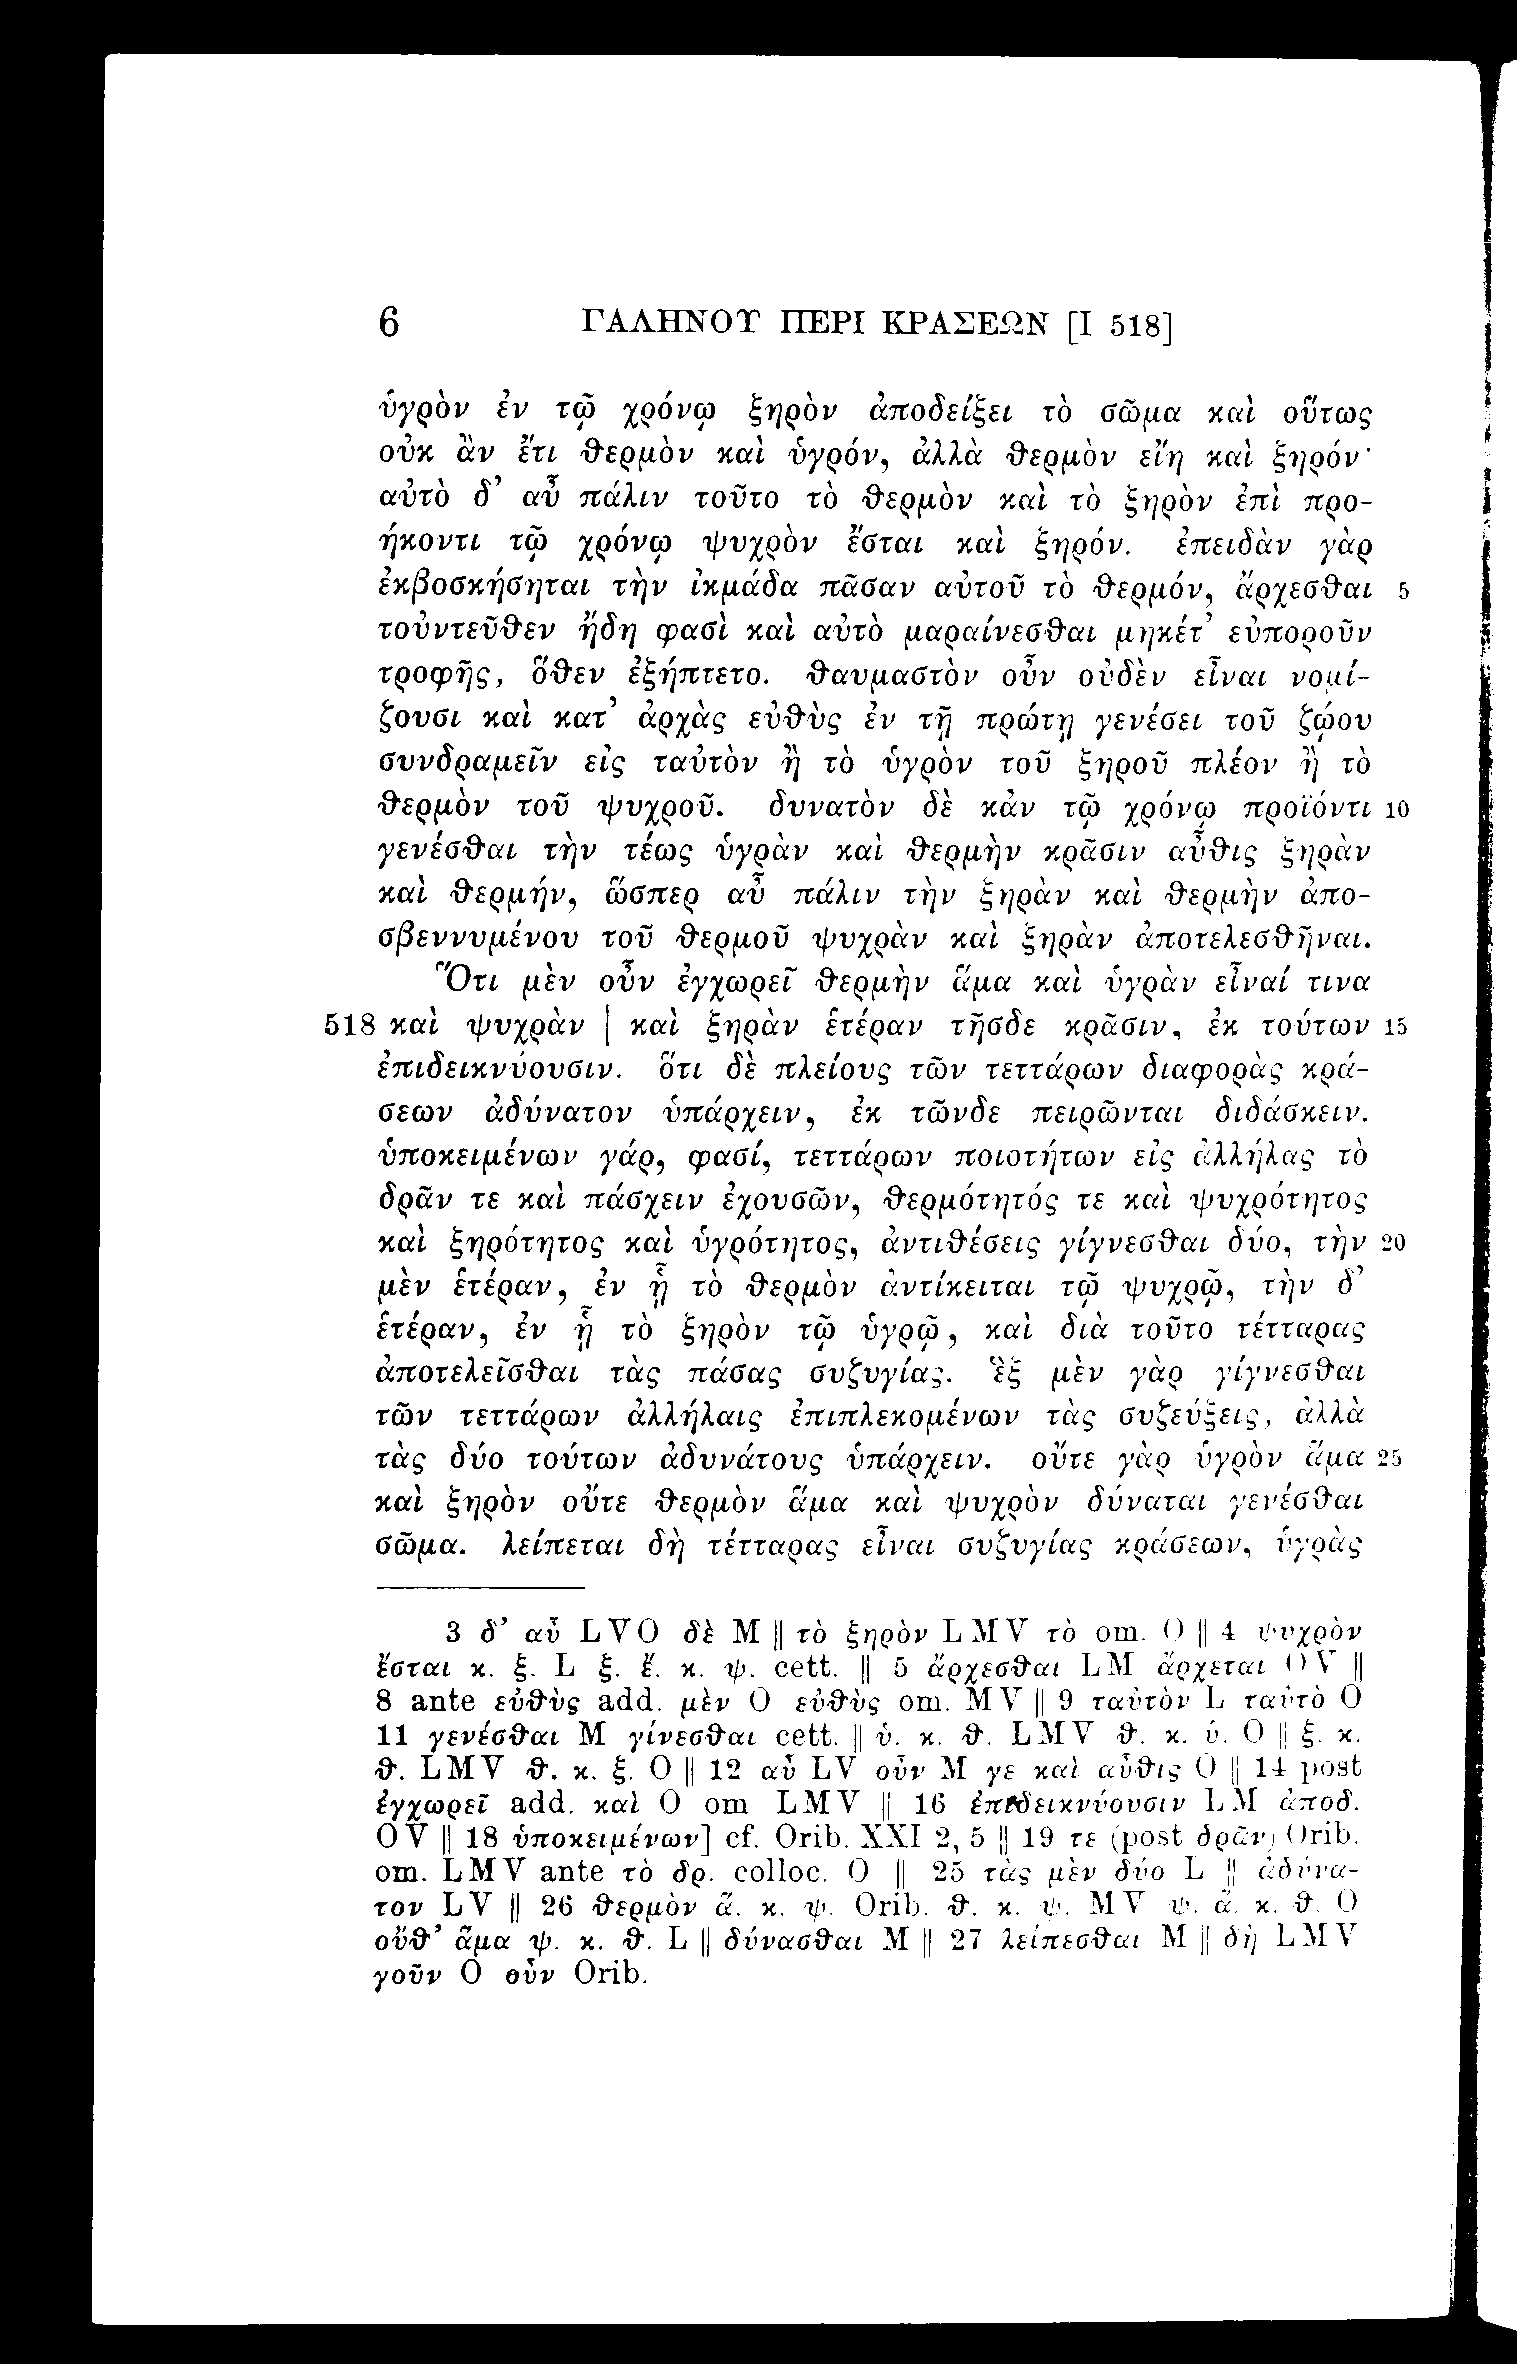 6 ΓΑΛΗΝΟΥ ΠΕΡΙ ΚΡΑΣΕΩΝ [I 518]
ὑγρὸν ἐν τῷ χρόνῳ ξηρὸν ἀποδείξει τὸ σῶμα καὶ οὕτως
οὐκ ἂν ἔτι θερμὸν καὶ ὑγρόν, ἀλλὰ θερμὸν εἴη καὶ ξηρόν·
αὐτὸ δ’ αὖ πάλιν τοῦτο τὸ θερμὸν καὶ τὸ ξηρὸν ἐπὶ προ-
ήκοντι τῷ χρόνῳ ψυχρὸν ἔσται καὶ ξηρόν. ἐπειδὰν γὰρ
ἐκβοσκήσηται τὴν ἰκμάδα πᾶσαν αὐτοῦ τὸ θερμόν, ἄρχεσθαι 5
τοὐντεῦθεν ἤδη φασὶ καὶ αὐτὸ μαραίνεσθαι μηκέτ’ εὐποροῦν
τροφῆς, ὅθεν ἐξήπτετο. θαυμαστὸν οὖν οὐδὲν εἶναι νομί-
ζουσι καὶ κατ’ ἀρχὰς εὐθὺς ἐν τῇ πρώτῃ γενέσει τοῦ ζῴου
συνδραμεῖν εἰς ταὐτὸν ἢ τὸ ὑγρὸν τοῦ ξηροῦ πλέον ἢ τὸ
θερμὸν τοῦ ψυχροῦ. δυνατὸν δὲ κἀν τῷ χρόνῳ προϊόντι 10
γενέσθαι τὴν τέως ὑγρὰν καὶ θερμὴν κρᾶσιν αὖθις ξηρὰν
καὶ θερμήν, ὥσπερ αὖ πάλιν τὴν ξηρὰν καὶ θερμὴν ἀπο-
σβεννυμένου τοῦ θερμοῦ ψυχρὰν καὶ ξηρὰν ἀποτελεσθῆναι.
Ὅτι μὲν οὖν ἐγχωρεῖ θερμὴν ἅμα καὶ ὑγρὰν εἶναί τινα
518 καὶ ψυχρὰν | καὶ ξηρὰν ἑτέραν τῆσδε κρᾶσιν, ἐκ τούτων 15
ἐπιδεικνύουσιν. ὅτι δὲ πλείους τῶν τεττάρων διαφορὰς κρά-
σεων ἀδύνατον ὑπάρχειν, ἐκ τῶνδε πειρῶνται διδάσκειν.
ὑποκειμένων γάρ, φασί, τεττάρων ποιοτήτων εἰς ἀλλήλας τὸ
δρᾶν τε καὶ πάσχειν ἐχουσῶν, θερμότητός τε καὶ ψυχρότητος
καὶ ξηρότητος καὶ ὑγρότητος, ἀντιθέσεις γίγνεσθαι δύο, τὴν 20
μὲν ἑτέραν, ἐν ᾗ τὸ θερμὸν ἀντίκειται τῷ ψυχρῷ, τὴν δ’
ἑτέραν, ἐν ᾗ τὸ ξηρὸν τῷ ὑγρῷ, καὶ διὰ τοῦτο τέτταρας
ἀποτελεῖσθαι τὰς πάσας συζυγίας. ἓξ μὲν γὰρ γίγνεσθαι
τῶν τεττάρων ἀλλήλαις ἐπιπλεκομένων τὰς συζεύξεις, ἀλλὰ
τὰς δύο τούτων ἀδυνάτους ὑπάρχειν. οὔτε γὰρ ὑγρὸν ἅμα 25
καὶ ξηρὸν οὔτε θερμὸν ἅμα καὶ ψυχρὸν δύναται γενέσθαι
σῶμα. λείπεται δὴ τέτταρας εἶναι συζυγίας κράσεων, ὑγρὰς
3 δ’ αὖ LVO δὲ M || τὸ ξηρὸν LMV τὸ om. O || 4 ψυχρὸν
ἔσται κ. ξ. L ξ. ἔ. κ. ψ. cett. || 5 ἄρχεσθαι LM ἄρχεται OV ||
8 ante εὐθὺς add. μὲν O εὐθὺς om. MV || 9 ταὐτὸν L ταὐτὸ O
11 γενέσθαι M γίνεσθαι cett. || ὑ. κ. θ. LMV θ. κ. ὑ. O || ξ. κ.
θ. LMV θ. κ. ξ. O || 12 αὖ LV οὖν M γε καὶ αὖθις O || 14 post
ἐγχωρεῖ add. καὶ O om LMV || 16 ἐπιδεικνύουσιν LM ἀποδ.
OV || 18 ὑποκειμένων] cf. Orib. XXI 2, 5 || 19 τε (post δρᾶν) Orib.
om. LMV ante τὸ δρ. colloc. O || 25 τὰς μὲν δύο L || ἀδύνα-
τον LV || 26 θερμὸν ἅ. κ. ψ. Orib. θ. κ. ψ. MV ψ. ἅ. κ. θ. O
οὔθ’ ἅμα ψ. κ. θ. L || δύνασθαι M || 27 λείπεσθαι M || δὴ LMV
γοῦν O οὖν Orib.